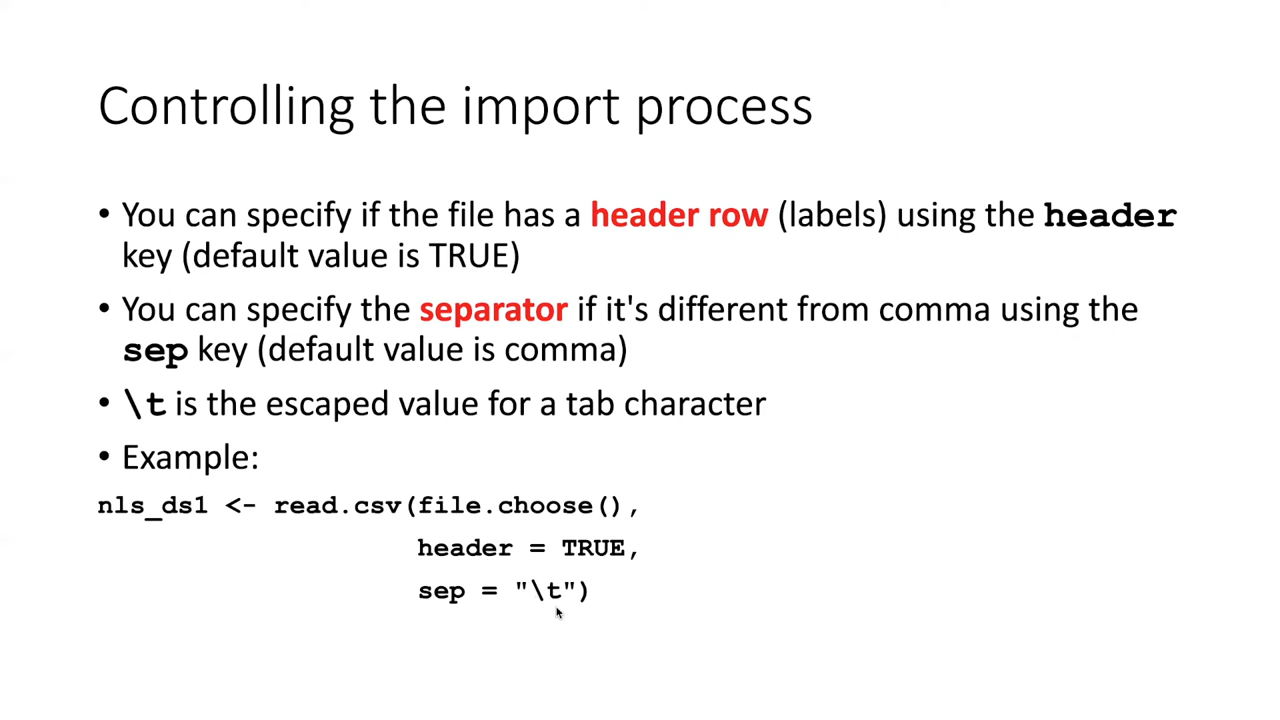 Controlling the import process
• You can specify if the file has a header row (labels) using the header
key (default value is TRUE)
• You can specify the separator if it's different from comma using the
sep key (default value is comma)
• \t is the escaped value for a tab character
• Example:
nls_ds1 <- read.csv(file.choose(),
header = TRUE,
sep = "\t")